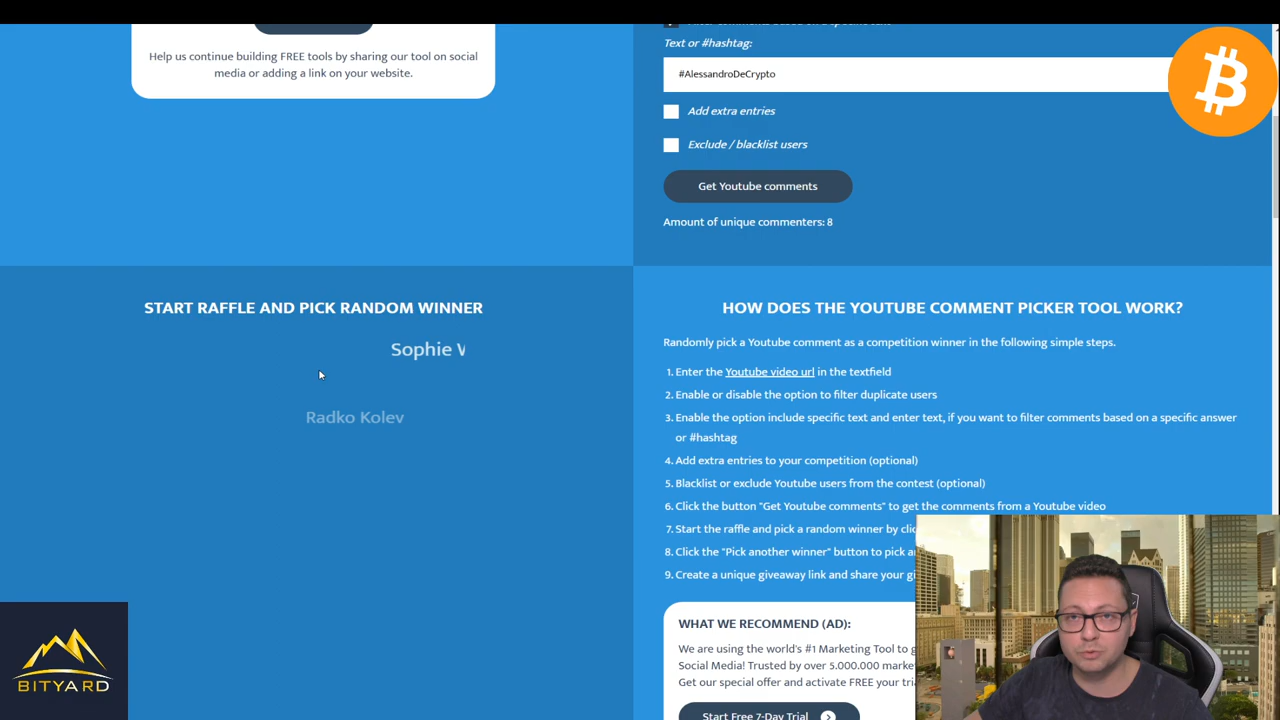 Help us continue building FREE tools by sharing our tool on social
media or adding a link on your website.
Text or #hashtag:
#AlessandroDeCrypto
Add extra entries
Exclude / blacklist users
Get Youtube comments
Amount of unique commenters: 8
START RAFFLE AND PICK RANDOM WINNER
Sophie
Radko Kolev
HOW DOES THE YOUTUBE COMMENT PICKER TOOL WORK?
Randomly pick a Youtube comment as a competition winner in the following simple steps.
1. Enter the Youtube video url in the textfield
2. Enable or disable the option to filter duplicate users
3. Enable the option include specific text and enter text, if you want to filter comments based on a specific answer
or #hashtag
4. Add extra entries to your competition (optional)
5. Blacklist or exclude Youtube users from the contest (optional)
6. Click the button "Get Youtube comments" to get the comments from a Youtube video
7. Start the raffle and pick a random winner by
8. Click the "Pick another winner" button to pick
9. Create a unique giveaway link and share your
WHAT WE RECOMMEND (AD):
We are using the world's #1 Marketing Tool to
Social Media! Trusted by over 5.000.000
Get our special offer and activate FREE your
Start Free 7-Day Trial
BITYARD